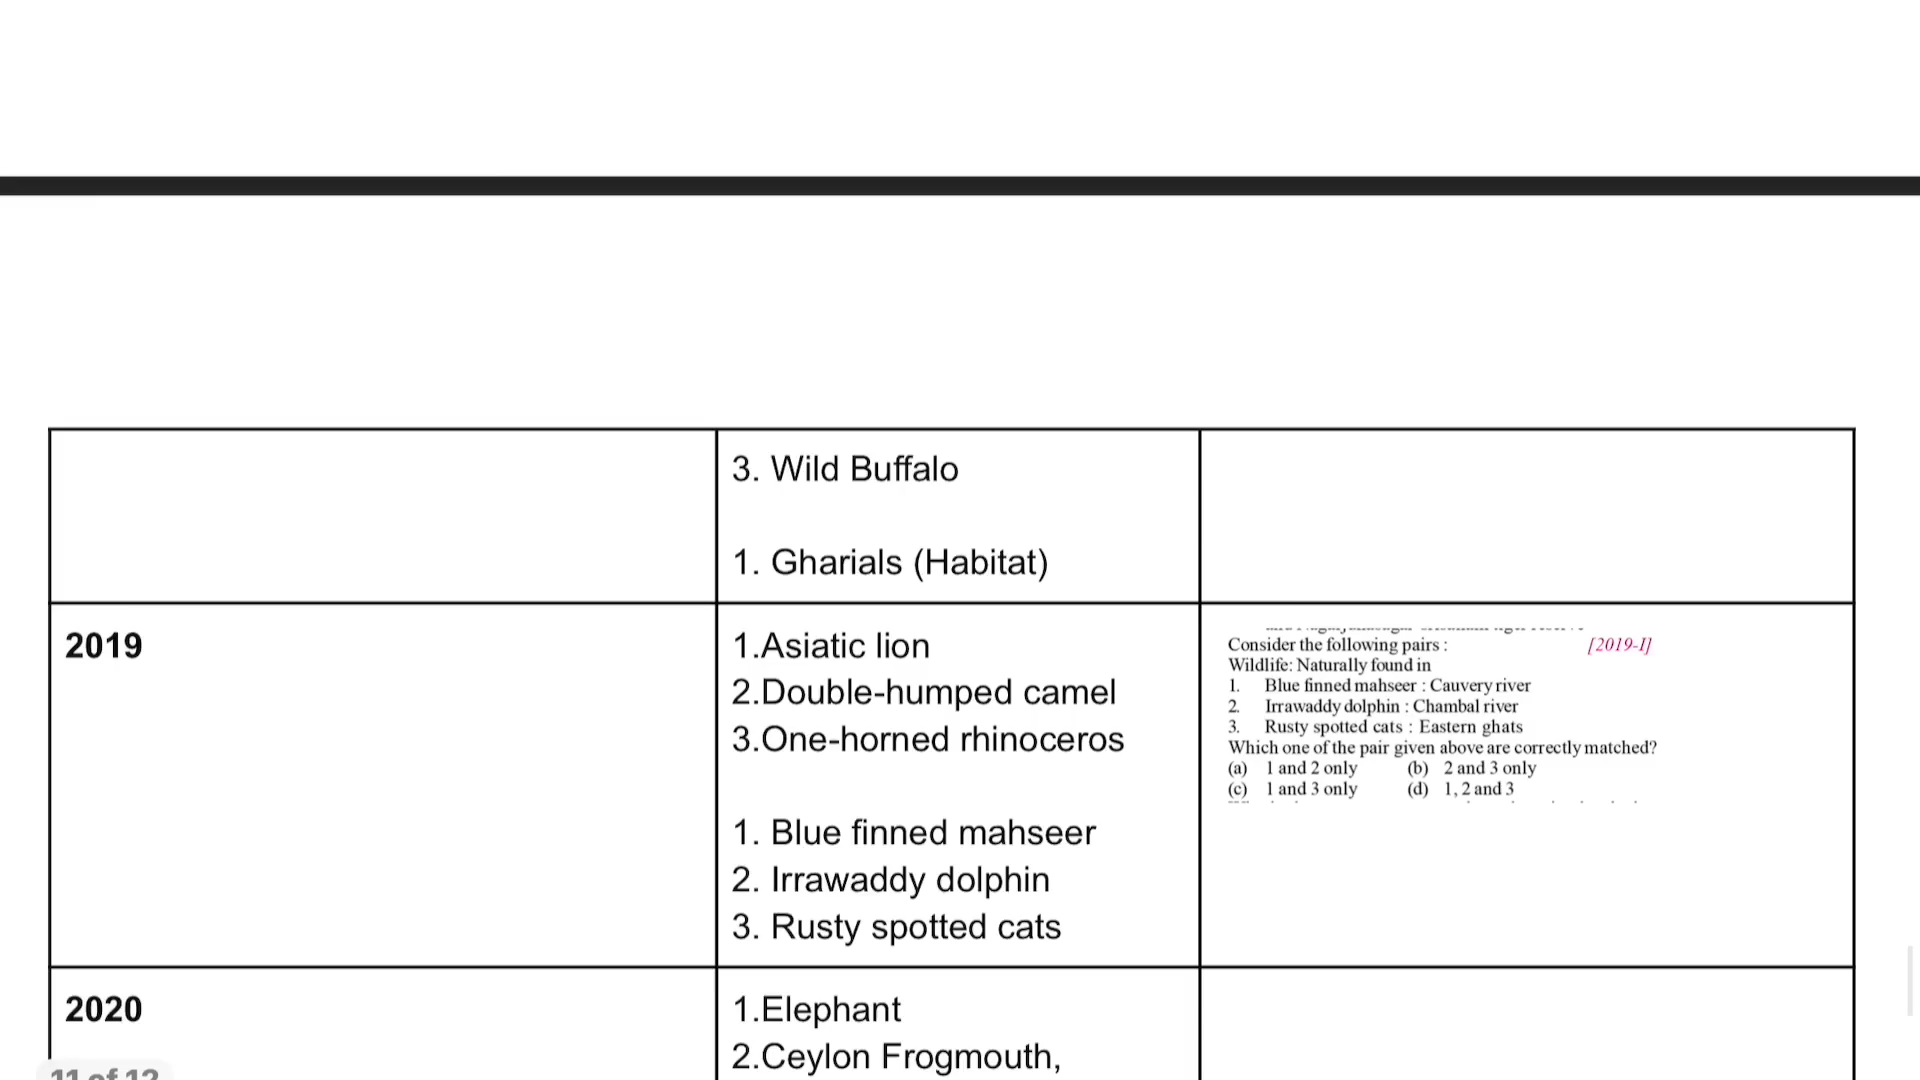 3. Wild Buffalo
1. Gharials (Habitat)
2019
1.Asiatic lion
2.Double-humped camel
3.One-horned rhinoceros
1. Blue finned mahseer
2. Irrawaddy dolphin
3. Rusty spotted cats
Consider the following pairs : [2019-I]
Wildlife: Naturally found in
1. Blue finned mahseer : Cauvery river
2. Irrawaddy dolphin : Chambal river
3. Rusty spotted cats : Eastern ghats
Which one of the pair given above are correctly matched?
(a) 1 and 2 only (b) 2 and 3 only
(c) 1 and 3 only (d) 1, 2 and 3
2020
1.Elephant
2.Ceylon Frogmouth,
11 of 12